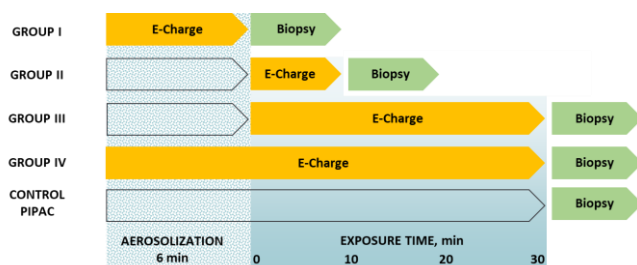 GROUP I E-Charge Biopsy
GROUP II E-Charge Biopsy
GROUP III E-Charge Biopsy
GROUP IV E-Charge Biopsy
CONTROL
PIPAC Biopsy
AEROSOLIZATION EXPOSURE TIME, min
6 min 0 10 20 30